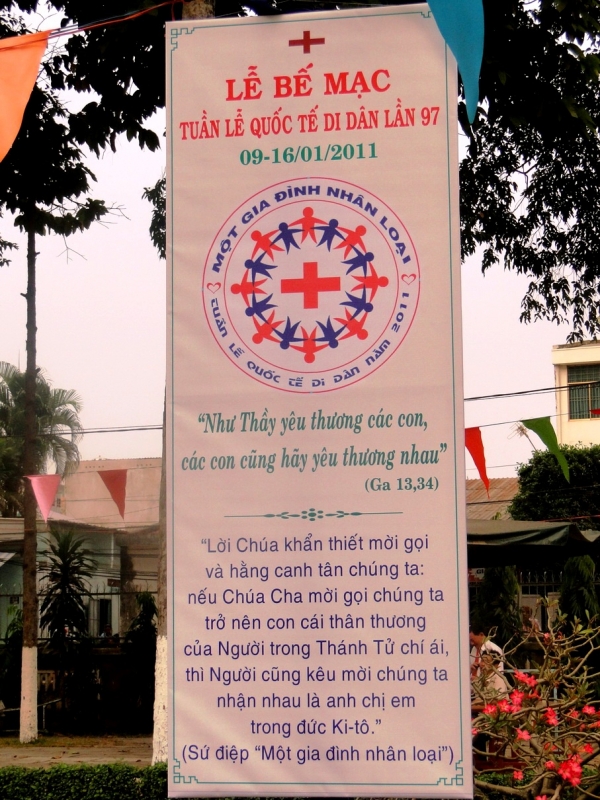 LỄ BẾ MẠC
TUẦN LỄ QUỐC TẾ DI DÂN LẦN 97
09-16/01/2011
MỘT GIA ĐÌNH NHÂN LOẠI
TUẦN LỄ QUỐC TẾ DI DÂN NĂM 2011
“Như Thầy yêu thương các con,
các con cũng hãy yêu thương nhau”
(Ga 13,34)
“Lời Chúa khẩn thiết mời gọi
và hằng canh tân chúng ta:
nếu Chúa Cha mời gọi chúng ta
trở nên con cái thân thương
của Người trong Thánh Tử chí ái,
thì Người cũng kêu mời chúng ta
nhận nhau là anh chị em
trong đức Ki-tô.”
(Sứ điệp “Một gia đình nhân loại”)